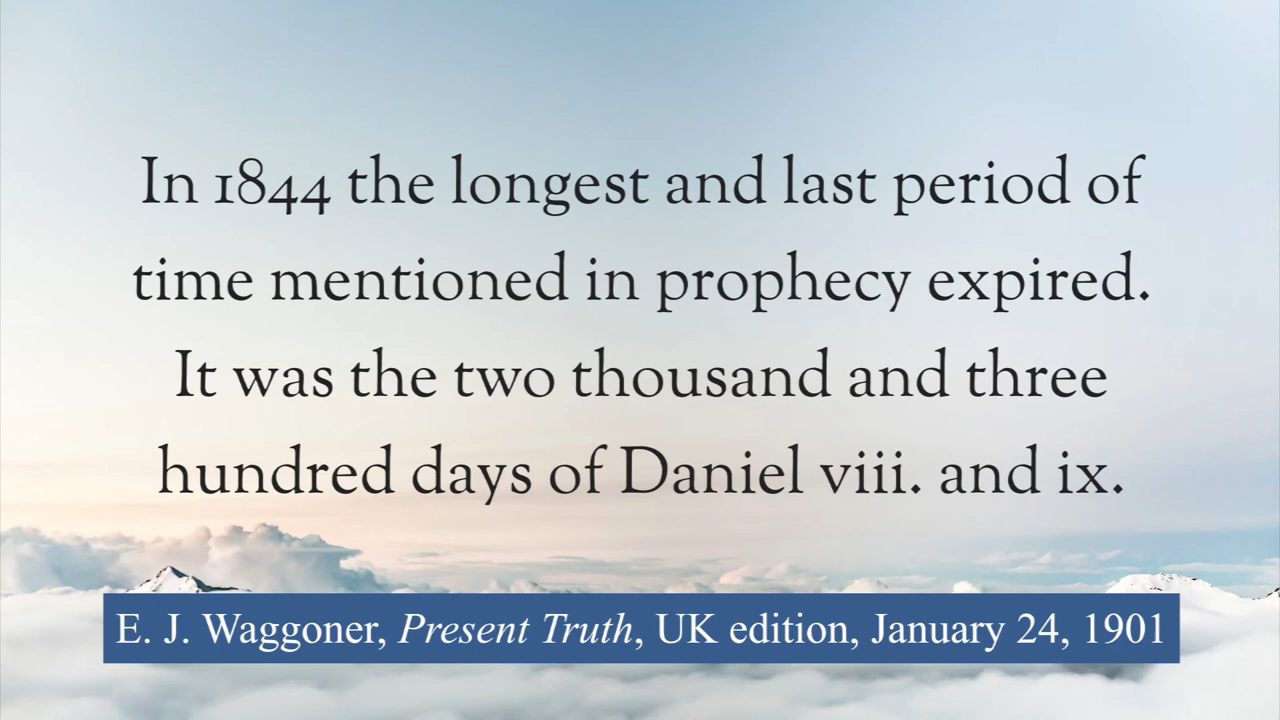 In 1844 the longest and last period of
time mentioned in prophecy expired.
It was the two thousand and three
hundred days of Daniel viii. and ix.
E. J. Waggoner, Present Truth, UK edition, January 24, 1901